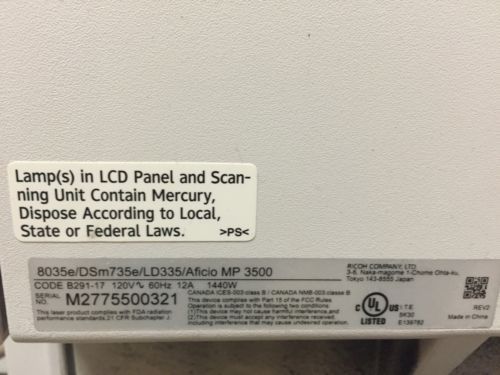 Lamp(s) in LCD Panel and Scan-
ning Unit Contain Mercury,
Dispose According to Local,
State or Federal Laws. >PS<
8035e/DSm735e/LD335/Aficio MP 3500
CODE B291-17 120V∿ 60Hz 12A 1440W
SERIAL NO. M2775500321
This laser product complies with FDA radiation
performance standards,21 CFR Subchapter J.
CANADA ICES-003 class B / CANADA NMB-003 classe B
This device complies with Part 15 of the FCC Rules
Operation is subject to the following two conditions
(1)This device may not cause harmful interference,and
(2)This device must accept any interference received,
including interference that may cause undesired operation.
RICOH COMPANY, LTD.
3-6, Naka-magome 1-Chome Ohta-ku,
Tokyo 143-8555 Japan
c UL US I.T.E.
LISTED 5K30
E139782
REV2
Made in China